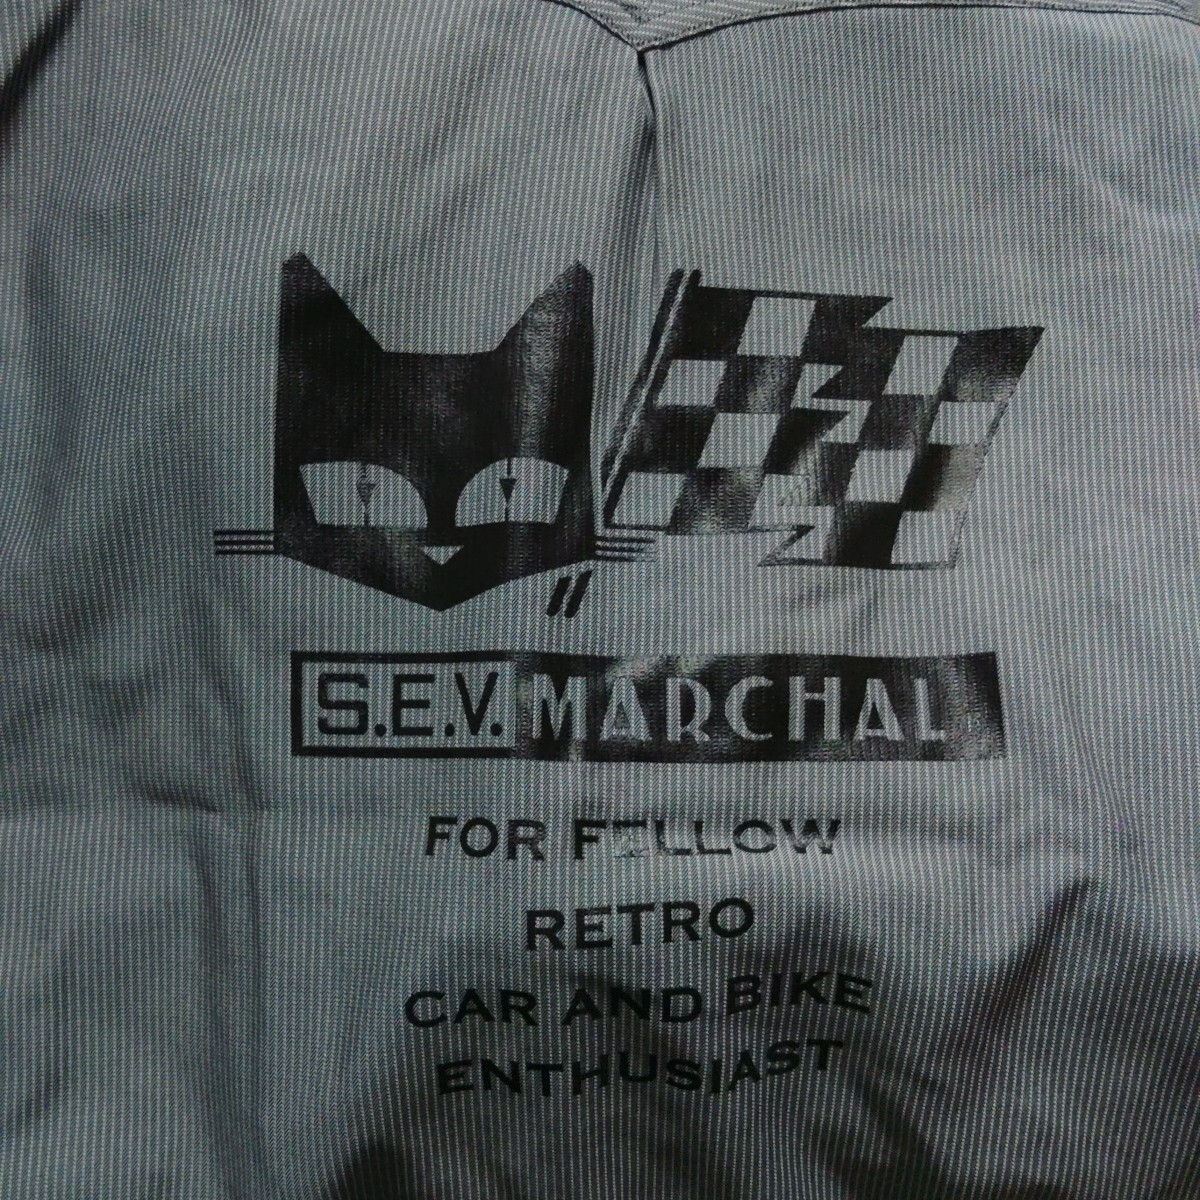 S.E.V. MARCHAL
FOR FELLOW
RETRO
CAR AND BIKE
ENTHUSIAST